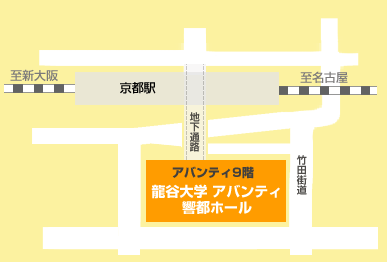 至新大阪
京都駅
至名古屋
地下通路
竹田街道
アバンティ9階
龍谷大学 アバンティ
響都ホール